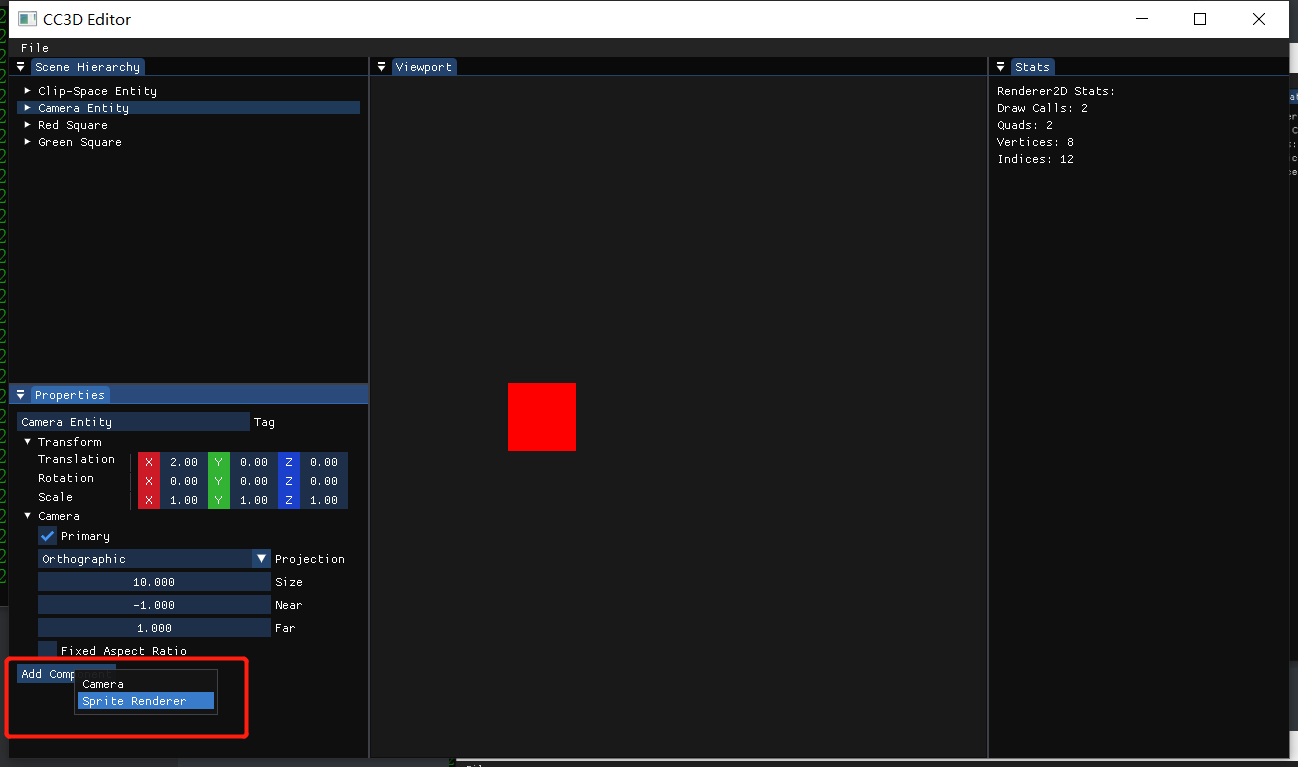 CC3D Editor
File
Scene Hierarchy
Clip-Space Entity
Camera Entity
Red Square
Green Square
Viewport
Stats
Renderer2D Stats:
Draw Calls: 2
Quads: 2
Vertices: 8
Indices: 12
Properties
Camera Entity Tag
Transform
Translation X 2.00 Y 0.00 Z 0.00
Rotation X 0.00 Y 0.00 Z 0.00
Scale X 1.00 Y 1.00 Z 1.00
Camera
Primary
Orthographic Projection
10.000 Size
-1.000 Near
1.000 Far
Fixed Aspect Ratio
Add Component
Camera
Sprite Renderer